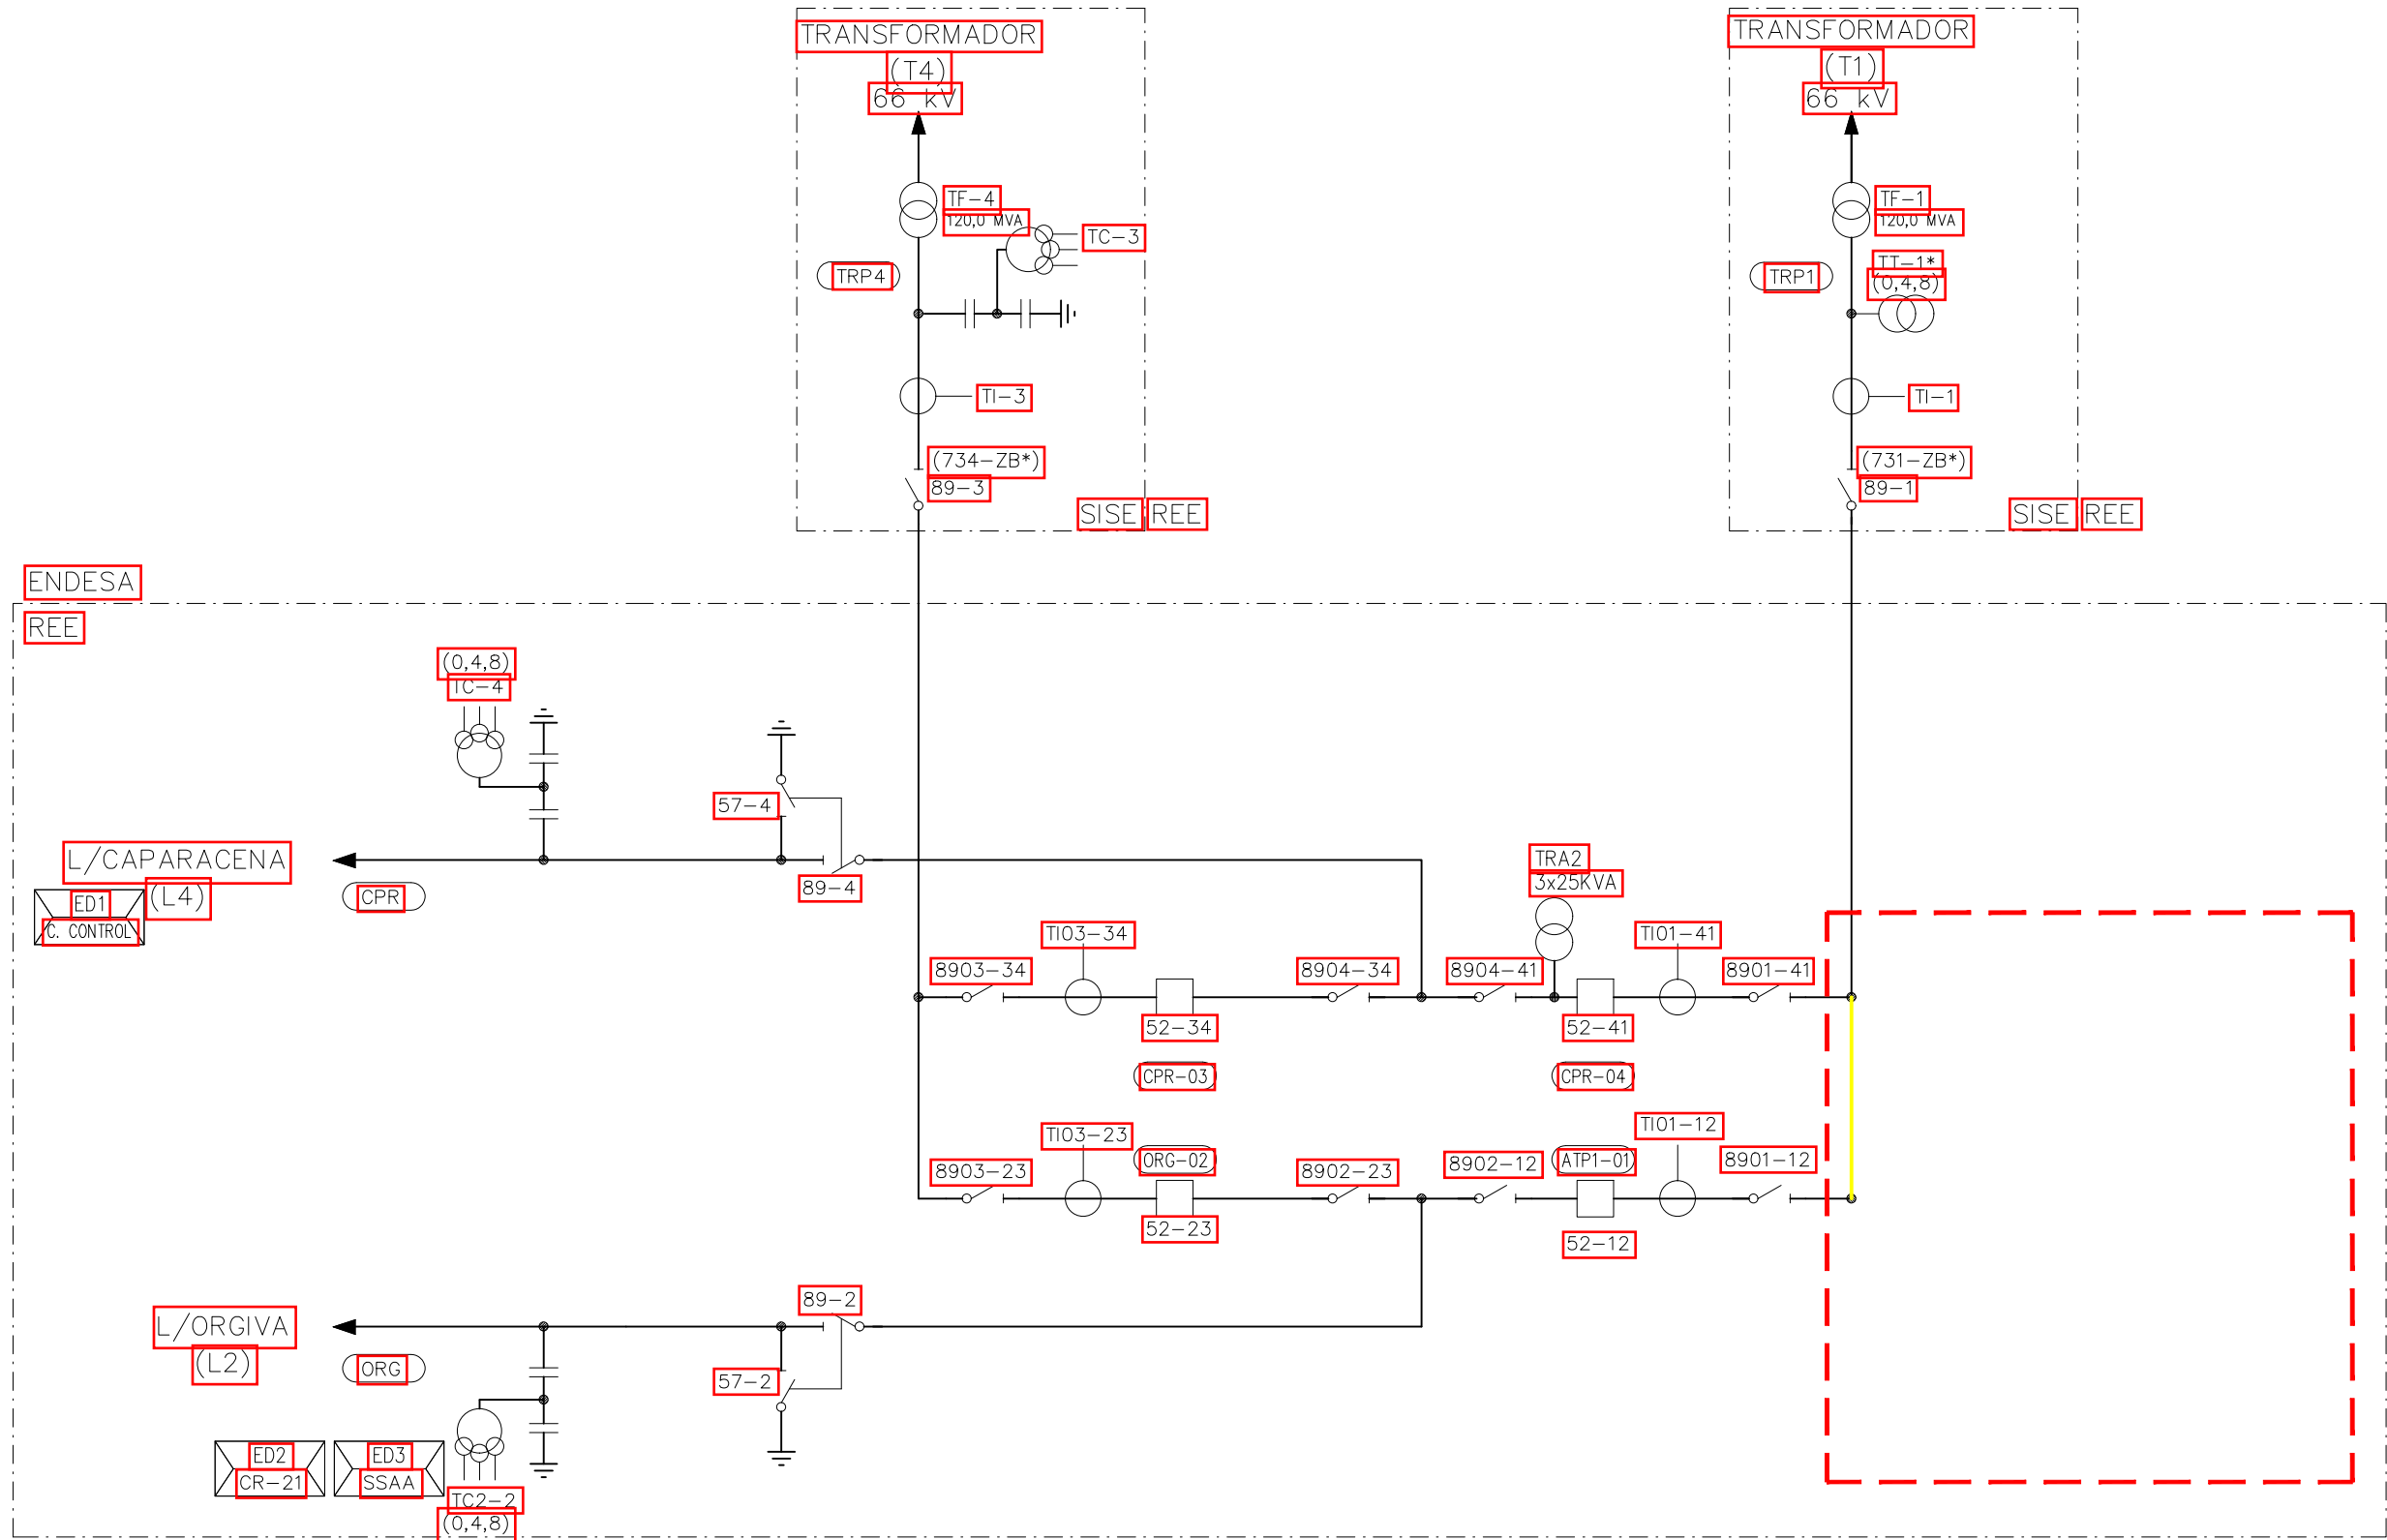 TRANSFORMADOR
(T4)
66 kV
TRANSFORMADOR
(T1)
66 kV
TF-4
120,0 MVA
TC-3
TRP4
TI-3
(734-ZB*)
89-3
SISE
REE
TF-1
120,0 MVA
TT-1*
(0,4,8)
TRP1
TI-1
(731-ZB*)
89-1
SISE
REE
ENDESA
REE
(0,4,8)
TC-4
57-4
L/CAPARACENA
(L4)
ED1
C. CONTROL
CPR
89-4
TRA2
3x25KVA
TI03-34
TI01-41
8903-34
8904-34
8904-41
8901-41
52-34
52-41
CPR-03
CPR-04
TI03-23
TI01-12
8903-23
ORG-02
8902-23
8902-12
ATP1-01
8901-12
52-23
52-12
89-2
L/ORGIVA
(L2)
ORG
57-2
ED2
CR-21
ED3
SSAA
TC2-2
(0,4,8)